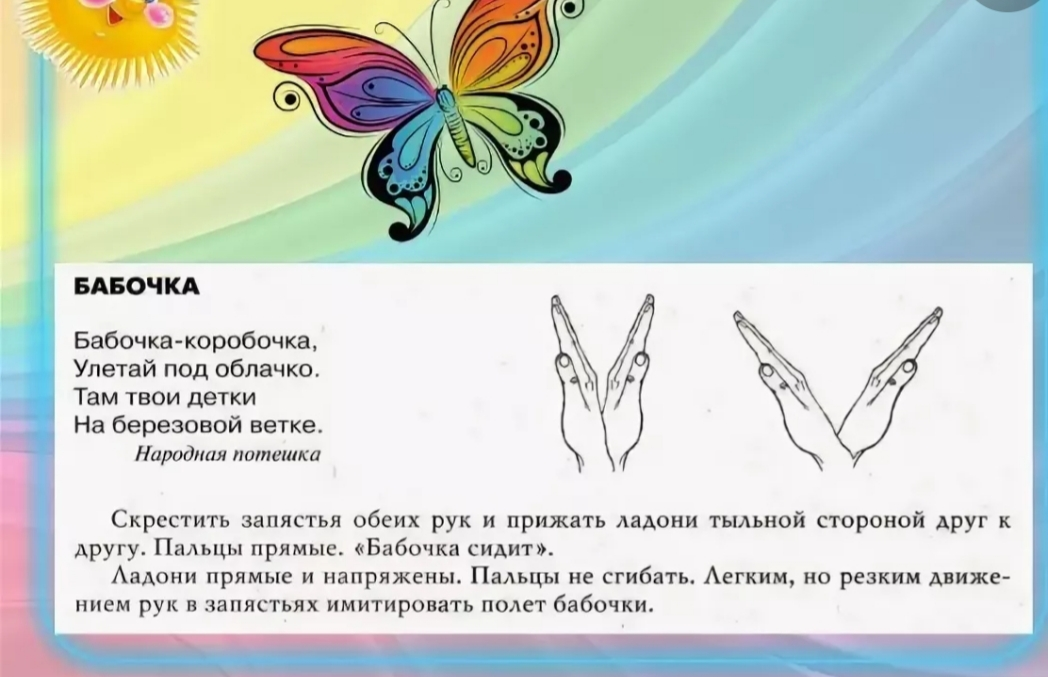 БАБОЧКА
Бабочка-коробочка,
Улетай под облачко.
Там твои детки
На березовой ветке.
Народная потешка
Скрестить запястья обеих рук и прижать ладони тыльной стороной друг к
другу. Пальцы прямые. «Бабочка сидит».
Ладони прямые и напряжены. Пальцы не сгибать. Легким, но резким движе-
нием рук в запястьях имитировать полет бабочки.